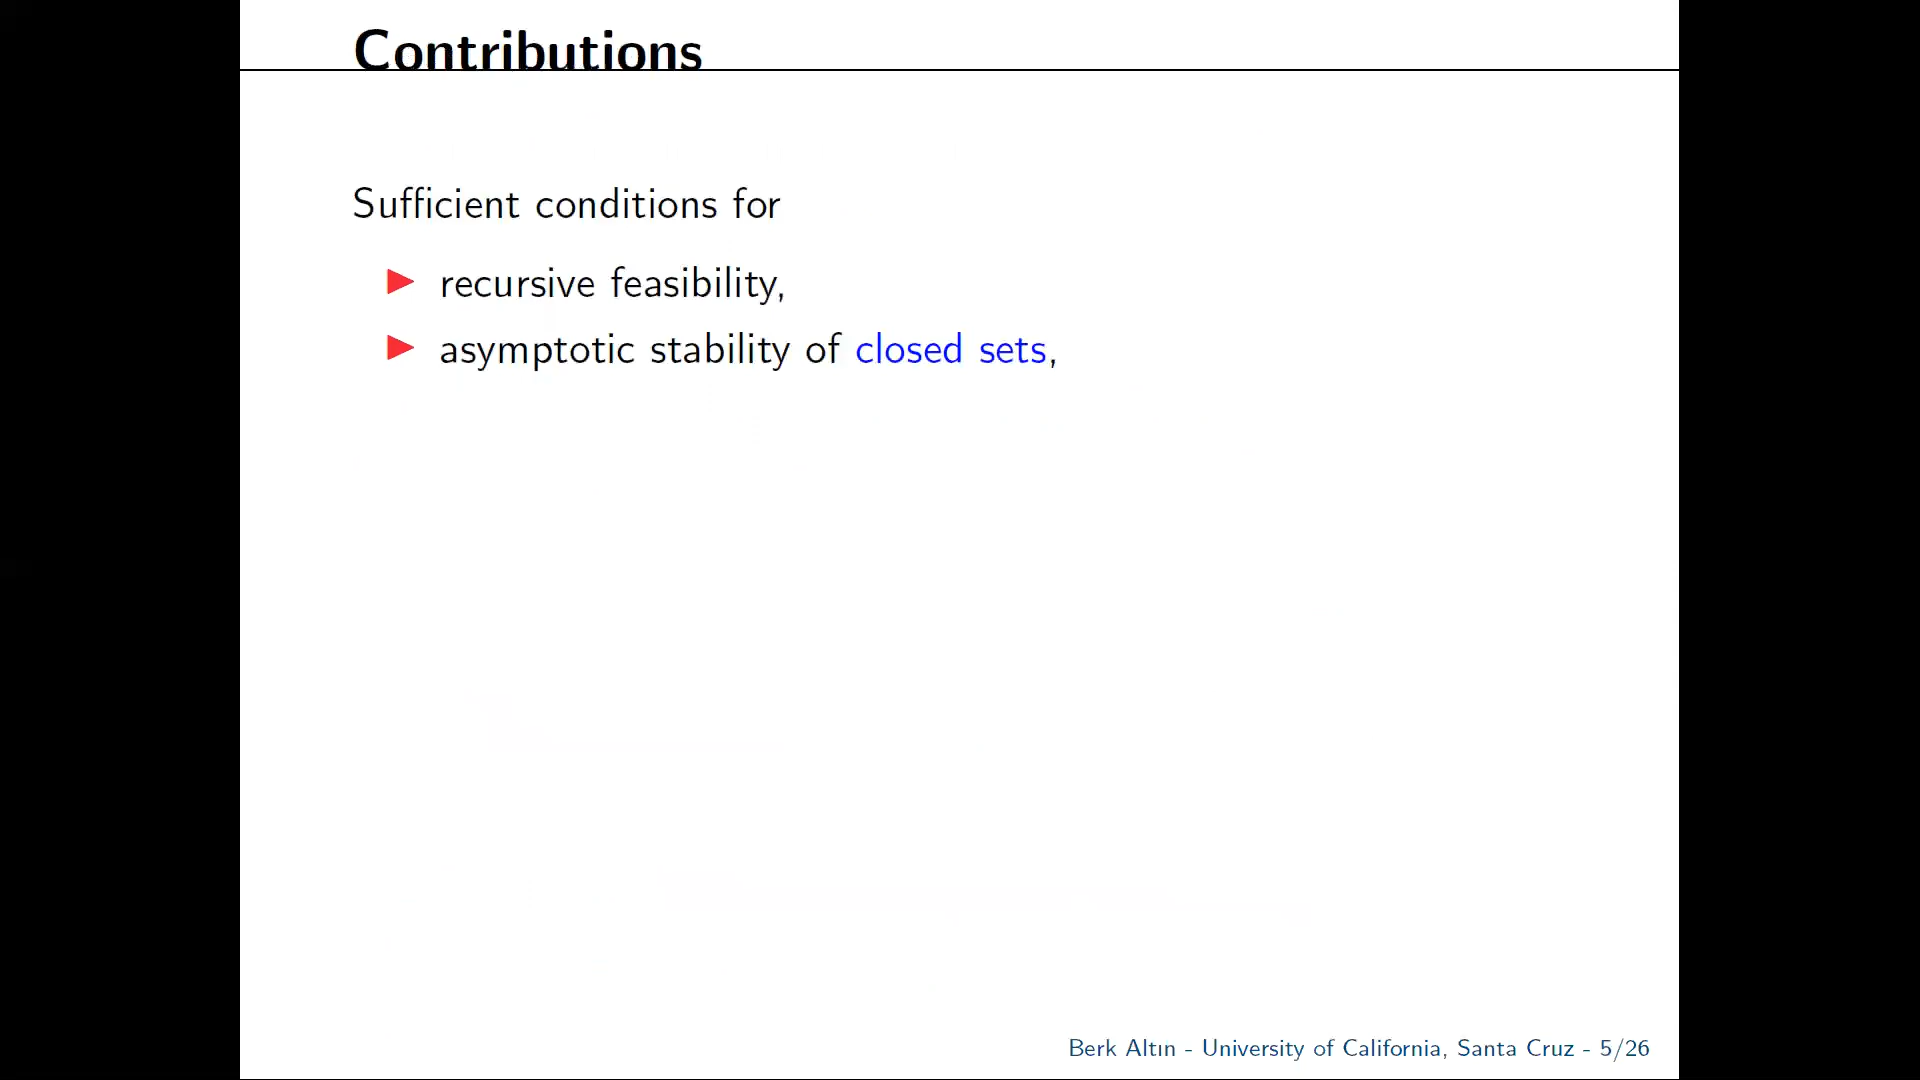 Contributions
Sufficient conditions for
recursive feasibility,
asymptotic stability of closed sets,
Berk Altın - University of California, Santa Cruz - 5/26